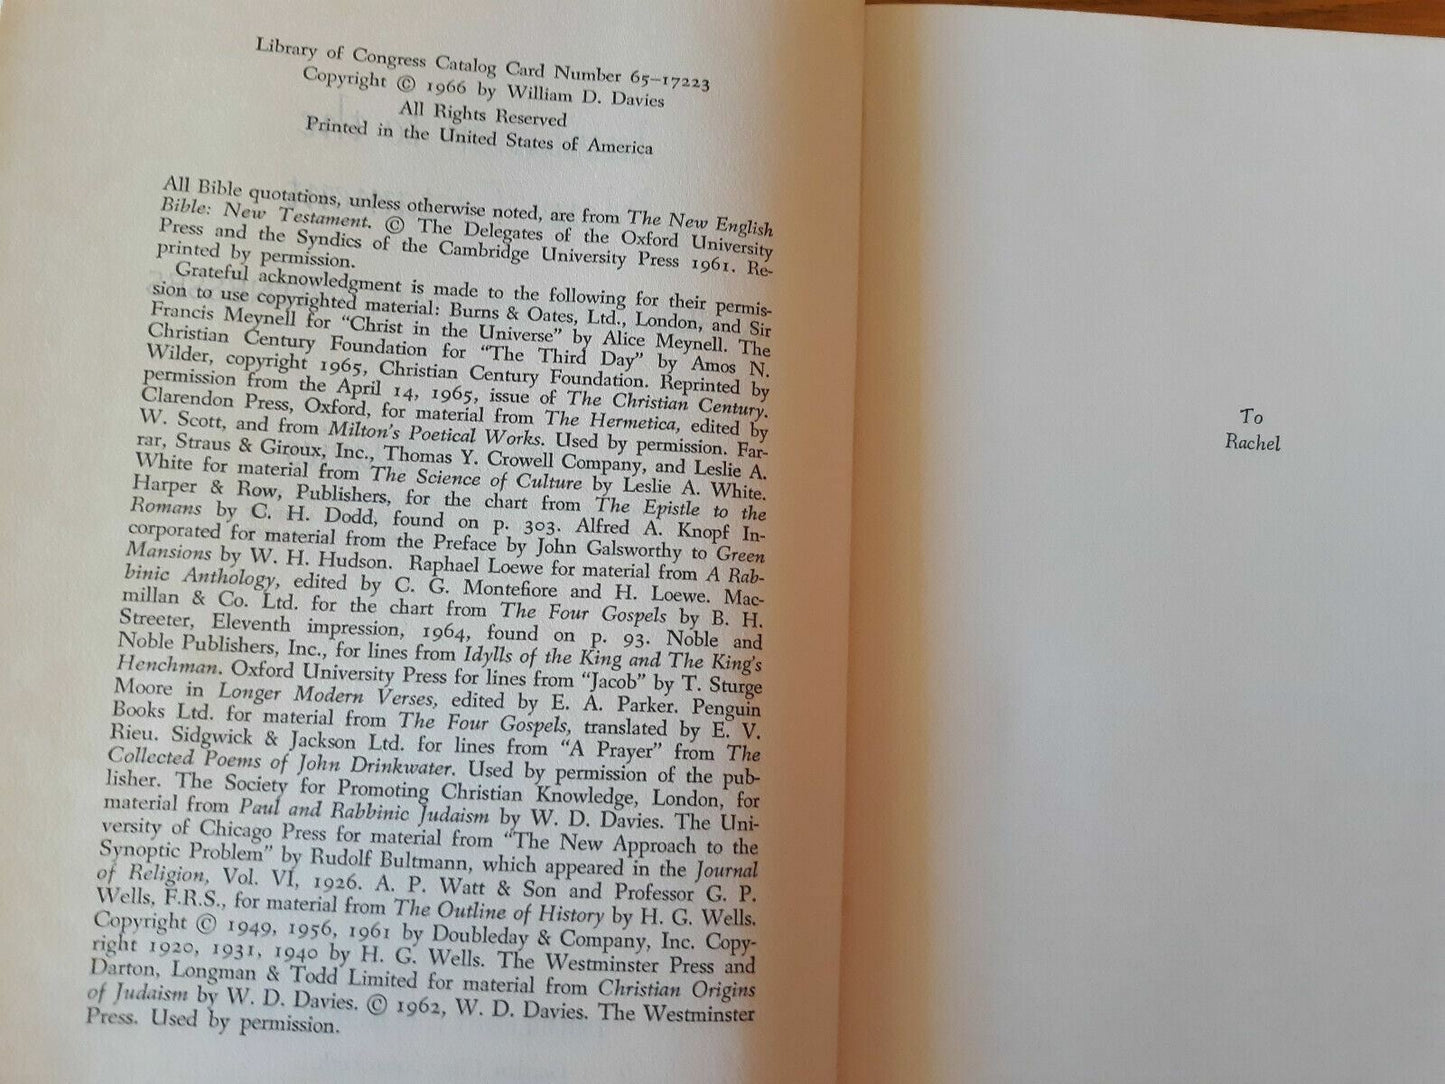 Library of Congress Catalog Card Number 65–17223
Copyright © 1966 by William D. Davies
All Rights Reserved
Printed in the United States of America
All Bible quotations, unless otherwise noted, are from The New English
Bible: New Testament. © The Delegates of the Oxford University
Press and the Syndics of the Cambridge University Press 1961. Re-
printed by permission.
Grateful acknowledgment is made to the following for their permis-
sion to use copyrighted material: Burns & Oates, Ltd., London, and Sir
Francis Meynell for “Christ in the Universe” by Alice Meynell. The
Christian Century Foundation for “The Third Day” by Amos N.
Wilder, copyright 1965, Christian Century Foundation. Reprinted by
permission from the April 14, 1965, issue of The Christian Century.
Clarendon Press, Oxford, for material from The Hermetica, edited by
W. Scott, and from Milton's Poetical Works. Used by permission. Far-
rar, Straus & Giroux, Inc., Thomas Y. Crowell Company, and Leslie A.
White for material from The Science of Culture by Leslie A. White.
Harper & Row, Publishers, for the chart from The Epistle to the
Romans by C. H. Dodd, found on p. 303. Alfred A. Knopf In-
corporated for material from the Preface by John Galsworthy to Green
Mansions by W. H. Hudson. Raphael Loewe for material from A Rab-
binic Anthology, edited by C. G. Montefiore and H. Loewe. Mac-
millan & Co. Ltd. for the chart from The Four Gospels by B. H.
Streeter, Eleventh impression, 1964, found on p. 93. Noble and
Noble Publishers, Inc., for lines from Idylls of the King and The King's
Henchman. Oxford University Press for lines from “Jacob” by T. Sturge
Moore in Longer Modern Verses, edited by E. A. Parker. Penguin
Books Ltd. for material from The Four Gospels, translated by E. V.
Rieu. Sidgwick & Jackson Ltd. for lines from “A Prayer” from The
Collected Poems of John Drinkwater. Used by permission of the pub-
lisher. The Society for Promoting Christian Knowledge, London, for
material from Paul and Rabbinic Judaism by W. D. Davies. The Uni-
versity of Chicago Press for material from “The New Approach to the
Synoptic Problem” by Rudolf Bultmann, which appeared in the Journal
of Religion, Vol. VI, 1926. A. P. Watt & Son and Professor G. P.
Wells, F.R.S., for material from The Outline of History by H. G. Wells.
Copyright © 1949, 1956, 1961 by Doubleday & Company, Inc. Copy-
right 1920, 1931, 1940 by H. G. Wells. The Westminster Press and
Darton, Longman & Todd Limited for material from Christian Origins
of Judaism by W. D. Davies. © 1962, W. D. Davies. The Westminster
Press. Used by permission.
To
Rachel